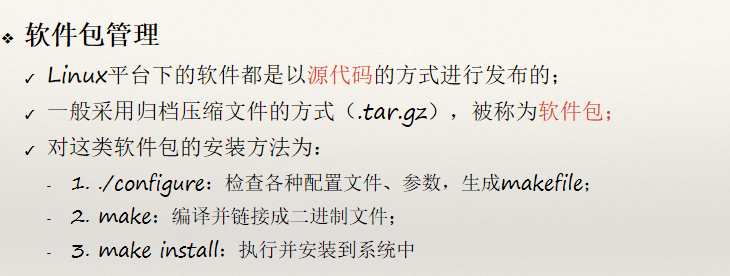 软件包管理
Linux平台下的软件都是以源代码的方式进行发布的；
一般采用归档压缩文件的方式（.tar.gz），被称为软件包；
对这类软件包的安装方法为：
- 1. ./configure：检查各种配置文件、参数，生成makefile；
- 2. make：编译并链接成二进制文件；
- 3. make install：执行并安装到系统中